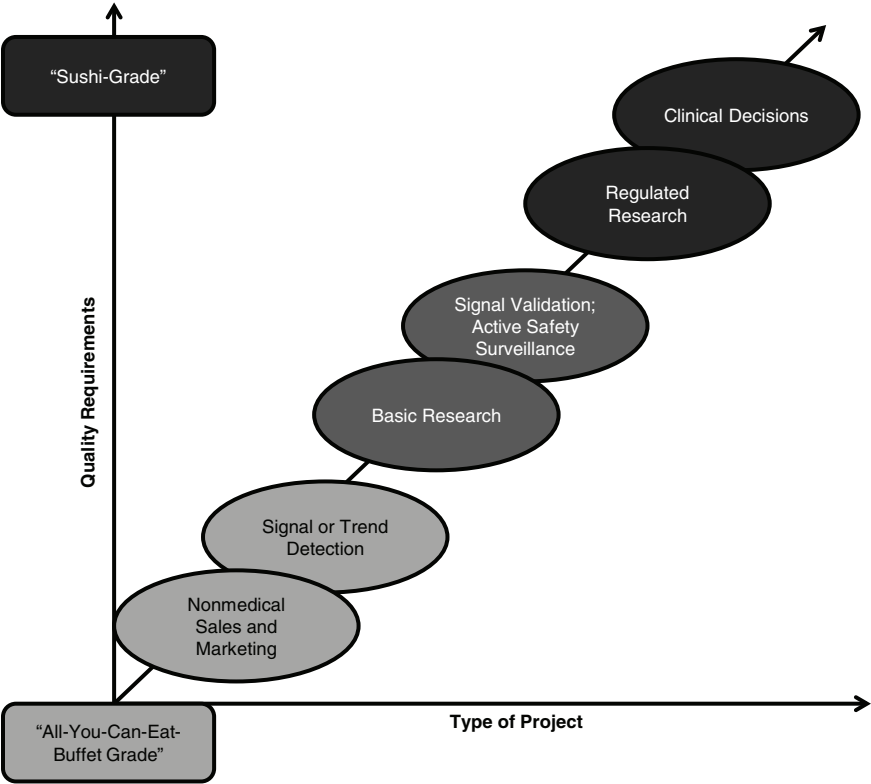 “Sushi-Grade”
Clinical Decisions
Regulated
Research
Signal Validation;
Active Safety
Surveillance
Basic Research
Signal or Trend
Detection
Nonmedical
Sales and
Marketing
Quality Requirements
“All-You-Can-Eat-
Buffet Grade”
Type of Project